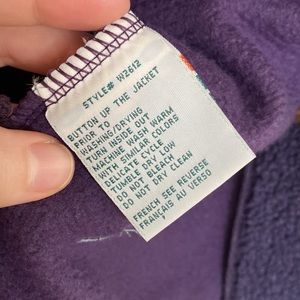 STYLE# W2612
BUTTON UP THE JACKET
PRIOR TO
WASHING/DRYING
TURN INSIDE OUT
MACHINE WASH WARM
WITH SIMILAR COLORS
DELICATE CYCLE
TUMBLE DRY LOW
DO NOT BLEACH
DO NOT DRY CLEAN
FRENCH SEE REVERSE
FRANCAIS AU VERSO